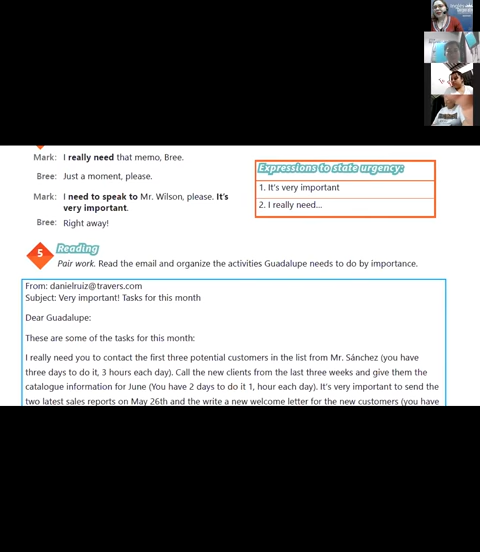 Mark: I really need that memo, Bree.
Bree: Just a moment, please.
Mark: I need to speak to Mr. Wilson, please. It's
very important.
Bree: Right away!
Expressions to state urgency:
1. It's very important
2. I really need...
5 Reading
Pair work. Read the email and organize the activities Guadalupe needs to do by importance.
From: danielruiz@travers.com
Subject: Very important! Tasks for this month
Dear Guadalupe:
These are some of the tasks for this month:
I really need you to contact the first three potential customers in the list from Mr. Sánchez (you have
three days to do it, 3 hours each day). Call the new clients from the last three weeks and give them the
catalogue information for June (You have 2 days to do it 1, hour each day). It's very important to send the
two latest sales reports on May 26th and the write a new welcome letter for the new customers (you have